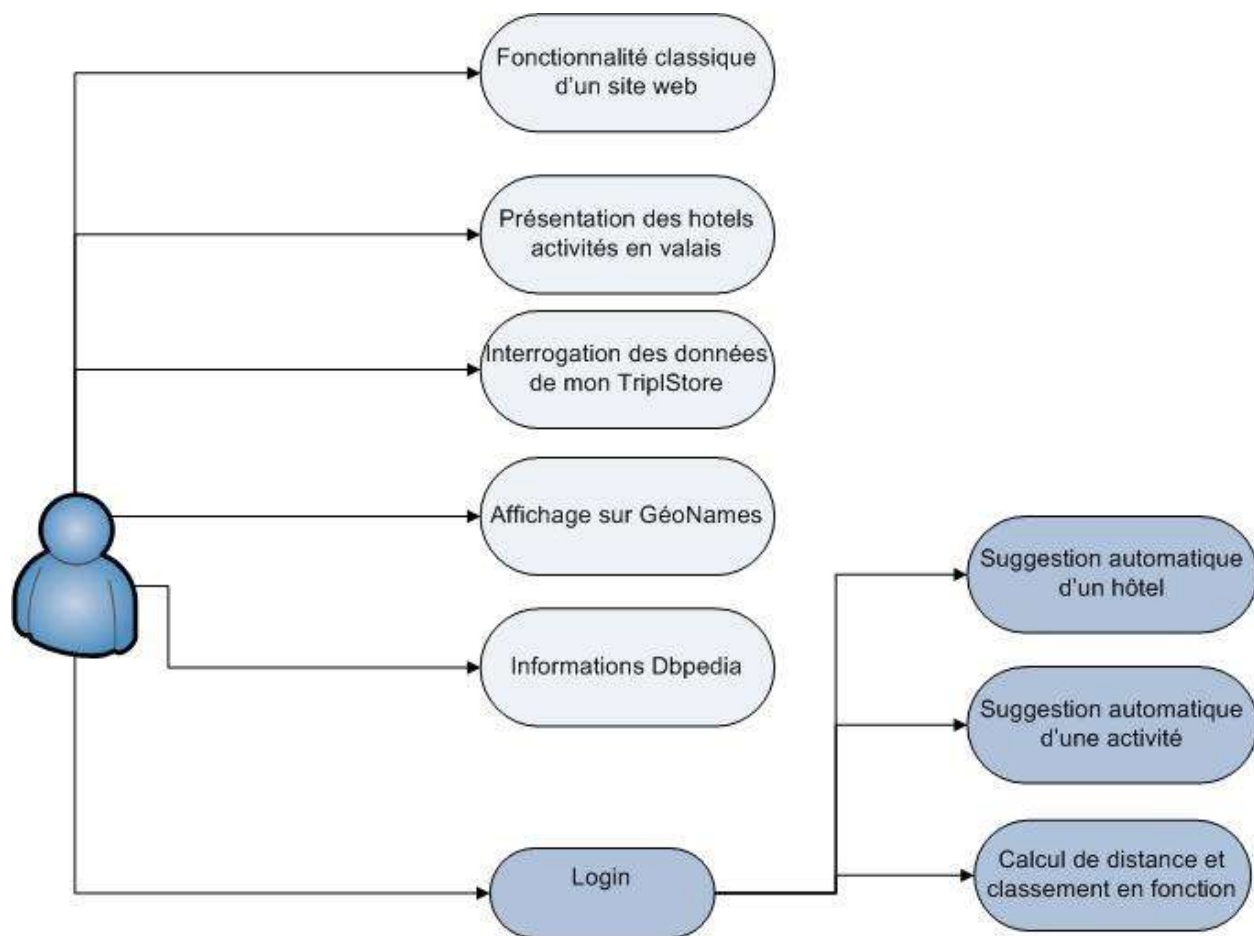 Fonctionnalité classique
d'un site web
Présentation des hotels
activités en valais
Interrogation des données
de mon TriplStore
Affichage sur GéoNames
Informations Dbpedia
Login
Suggestion automatique
d'un hôtel
Suggestion automatique
d'une activité
Calcul de distance et
classement en fonction